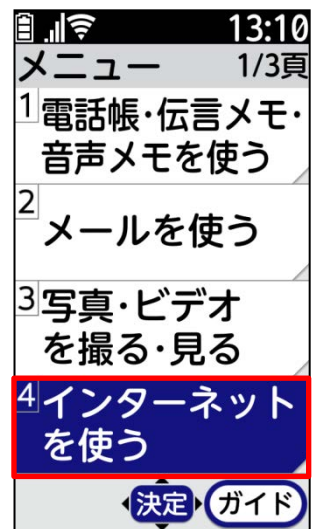 13:10
メニュー 1/3頁
1 電話帳･伝言メモ･
音声メモを使う
2
メールを使う
3 写真･ビデオ
を撮る･見る
4 インターネット
を使う
決定 ガイド